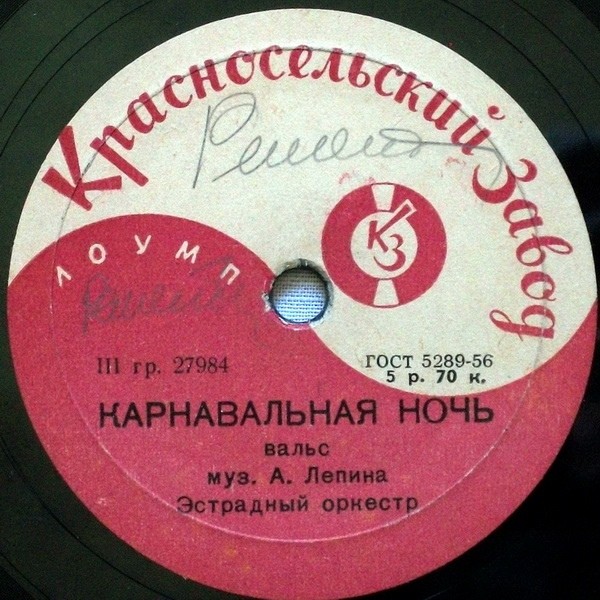 Красносельский Завод
Ремонт
КЗ
ЛОУМП
III гр. 27984
ГОСТ 5289-56
5 р. 70 к.
КАРНАВАЛЬНАЯ НОЧЬ
вальс
муз. А. Лепина
Эстрадный оркестр